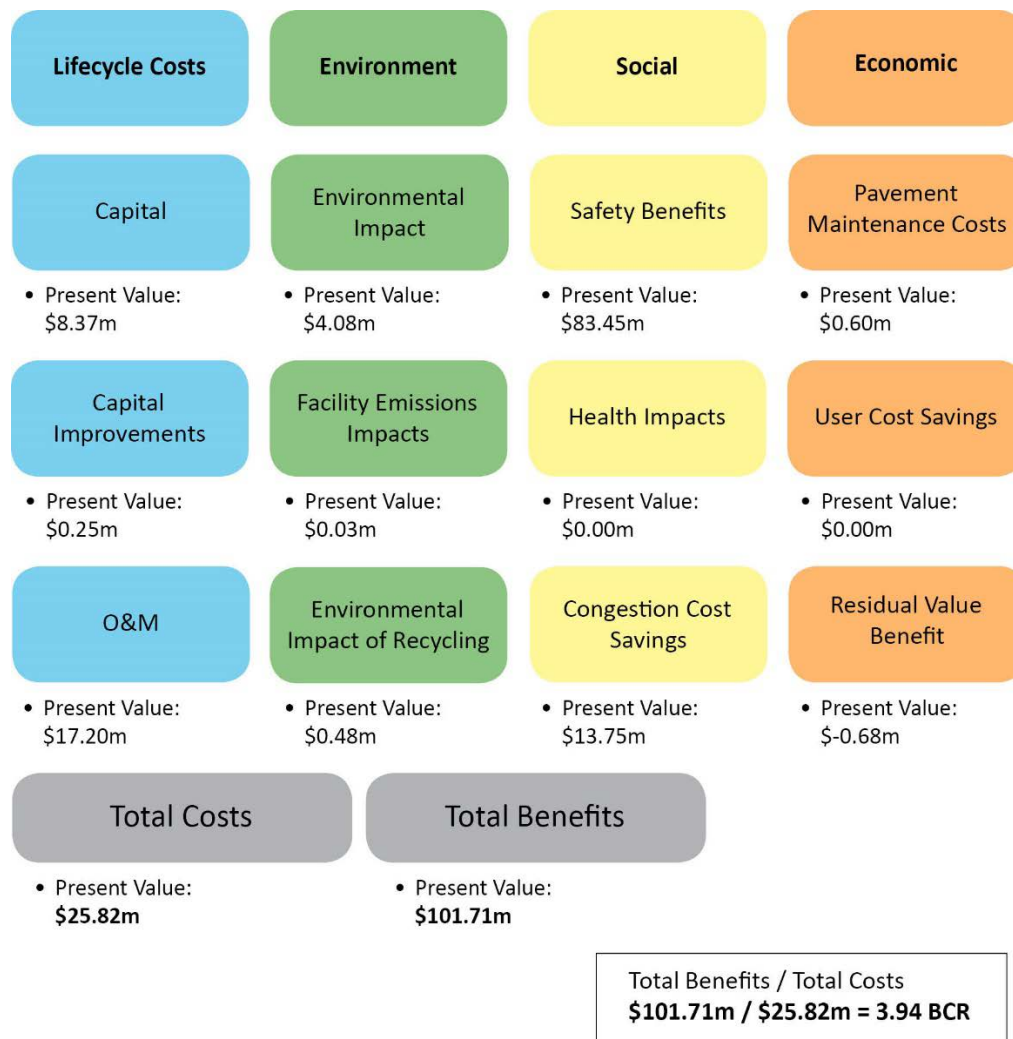 Lifecycle Costs
Environment
Social
Economic
Capital
Environmental
Impact
Safety Benefits
Pavement
Maintenance Costs
• Present Value:
$8.37m
• Present Value:
$4.08m
• Present Value:
$83.45m
• Present Value:
$0.60m
Capital
Improvements
Facility Emissions
Impacts
Health Impacts
User Cost Savings
• Present Value:
$0.25m
• Present Value:
$0.03m
• Present Value:
$0.00m
• Present Value:
$0.00m
O&M
Environmental
Impact of Recycling
Congestion Cost
Savings
Residual Value
Benefit
• Present Value:
$17.20m
• Present Value:
$0.48m
• Present Value:
$13.75m
• Present Value:
$-0.68m
Total Costs
Total Benefits
• Present Value:
$25.82m
• Present Value:
$101.71m
Total Benefits / Total Costs
$101.71m / $25.82m = 3.94 BCR